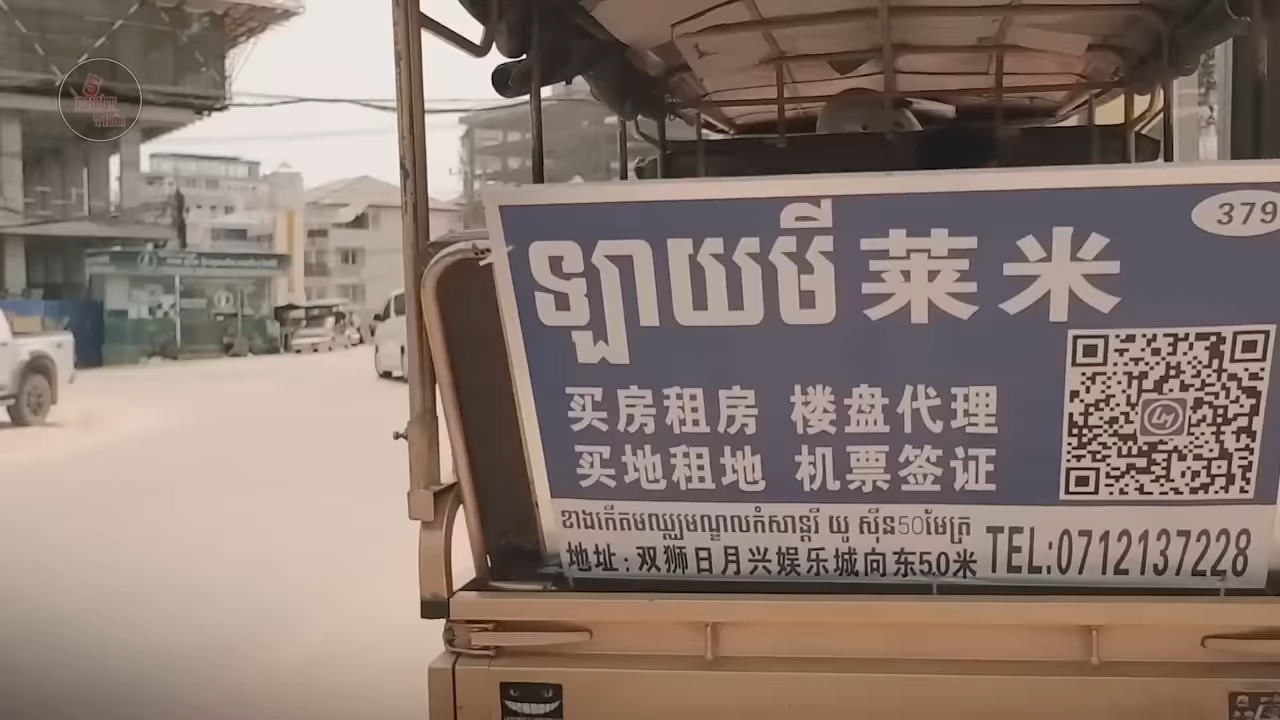 379
ឡាយមី 莱米
买房租房 楼盘代理
买地租地 机票签证
ខាងកើតមឈ្ឈមណ្ឌលកំសាន្តរី យូ ស៊ីន50មែត្រ
地址:双狮日月兴娱乐城向东50米
TEL:0712137228